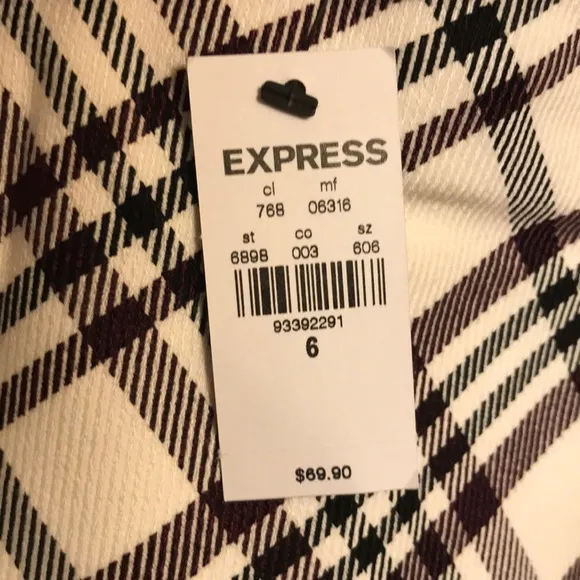 EXPRESS
cl mf
768 06316
st co sz
6898 003 606
93392291
6
$69.90